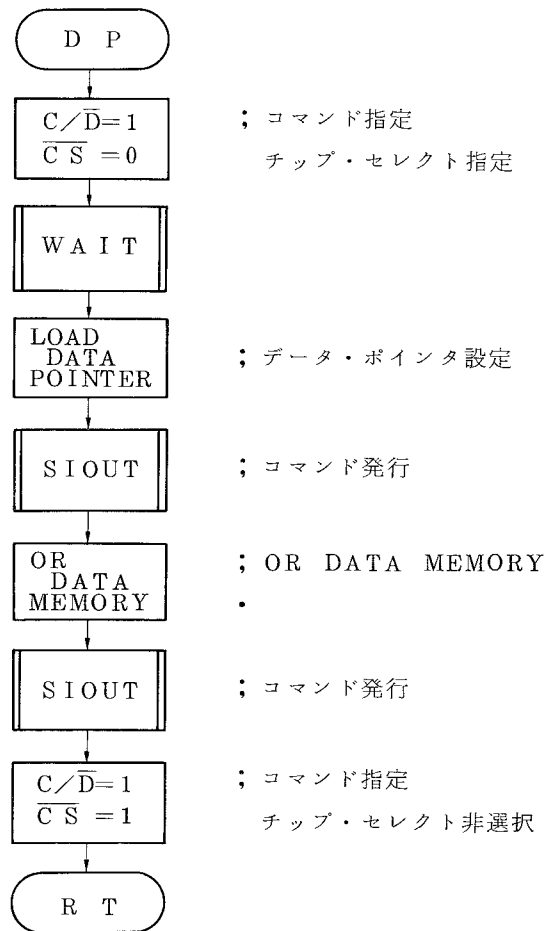 D P
C／D̅=1 ; コマンド指定
C̅S̅ =0 チップ・セレクト指定
WAIT
LOAD
DATA ; データ・ポインタ設定
POINTER
SIOUT ; コマンド発行
OR ; OR DATA MEMORY
DATA
MEMORY ・
SIOUT ; コマンド発行
C／D̅=1 ; コマンド指定
C̅S̅ =1 チップ・セレクト非選択
R T